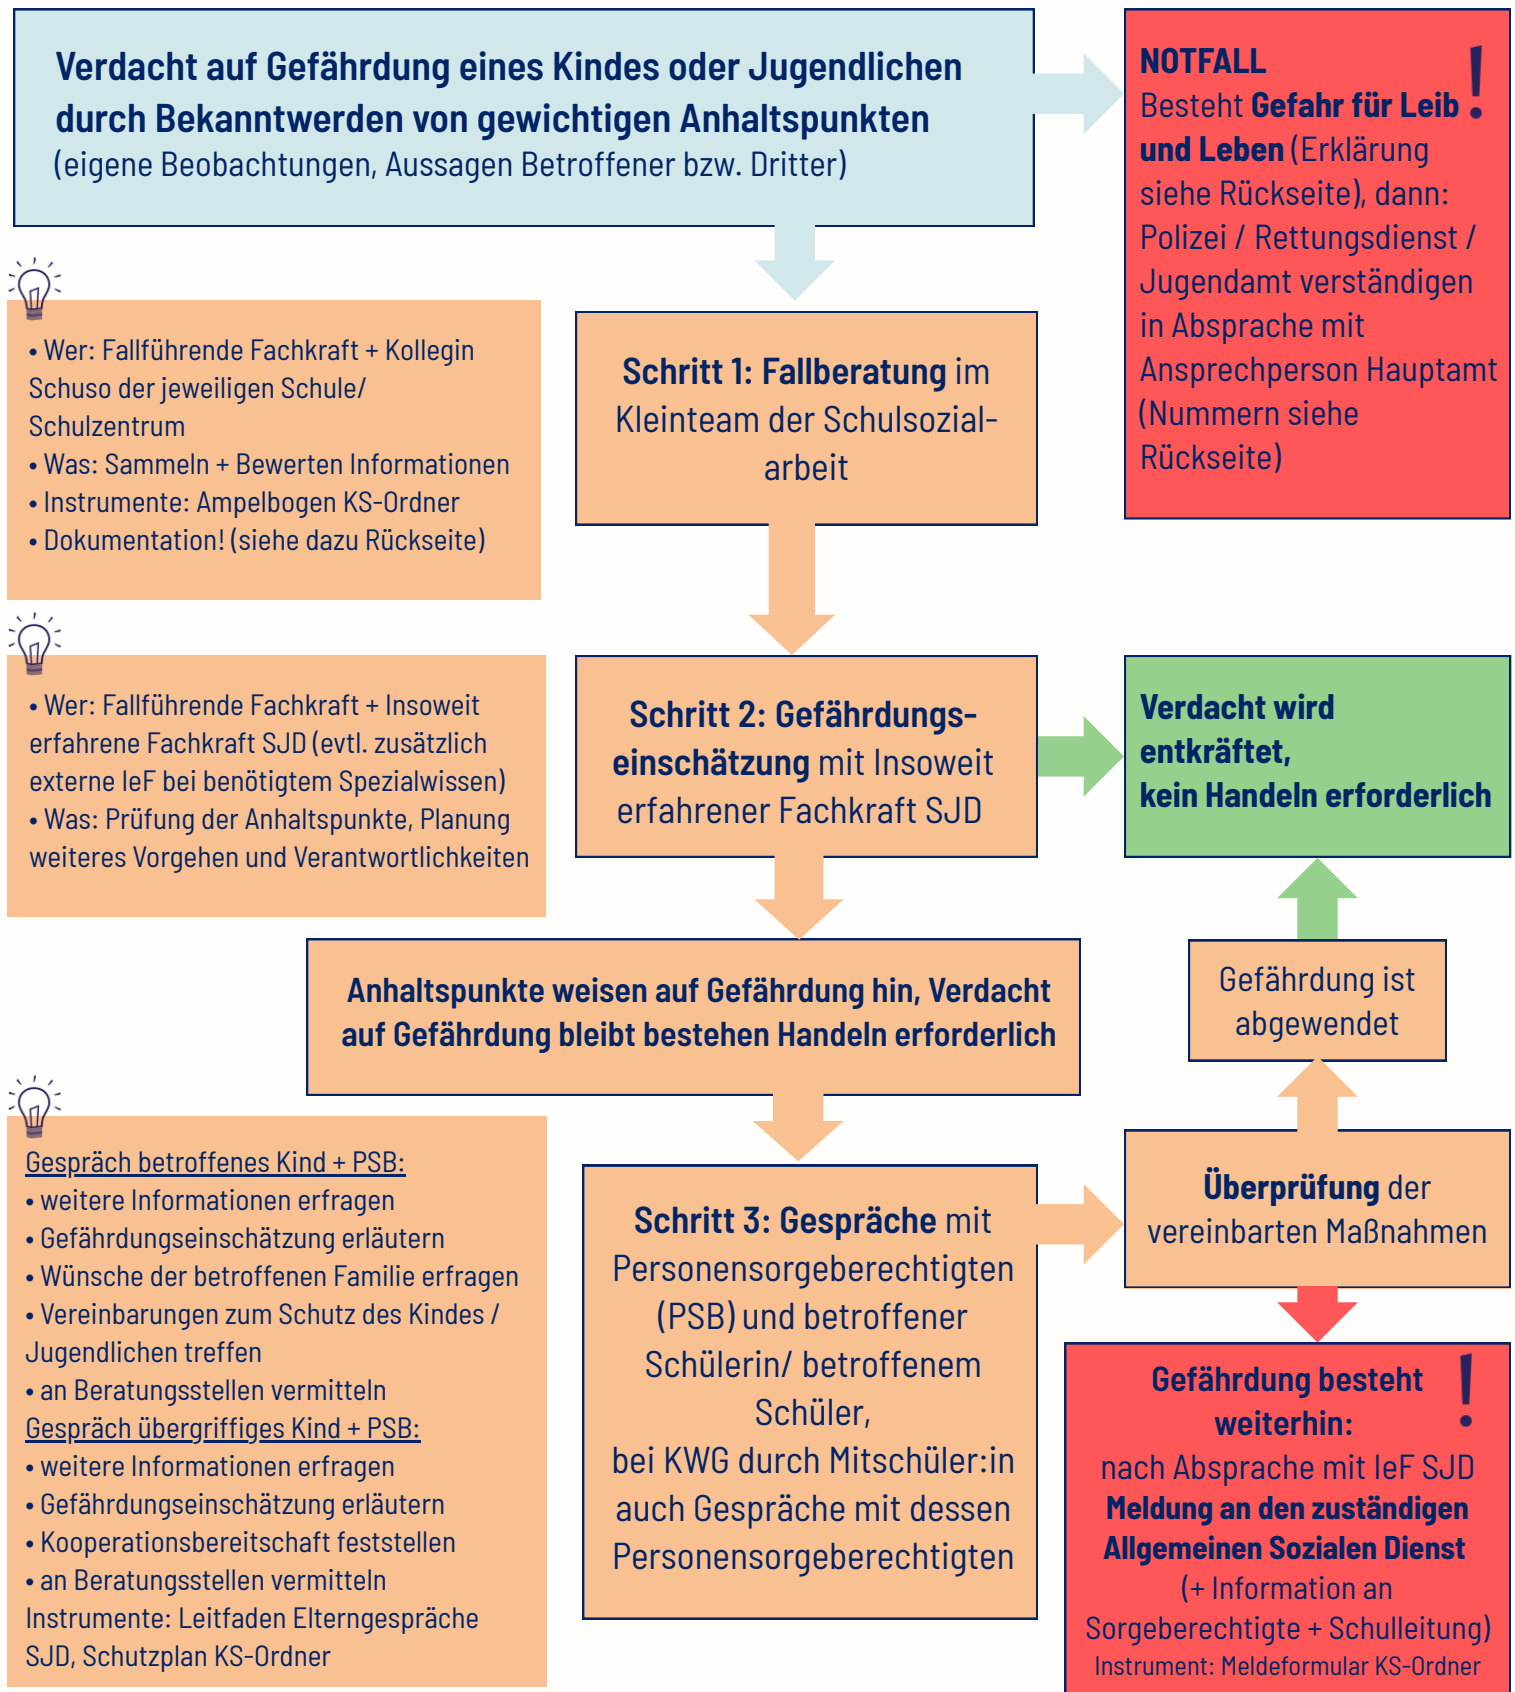 Verdacht auf Gefährdung eines Kindes oder Jugendlichen
durch Bekanntwerden von gewichtigen Anhaltspunkten
(eigene Beobachtungen, Aussagen Betroffener bzw. Dritter)
NOTFALL
Besteht Gefahr für Leib
und Leben (Erklärung
siehe Rückseite), dann:
Polizei / Rettungsdienst /
Jugendamt verständigen
in Absprache mit
Ansprechperson Hauptamt
(Nummern siehe
Rückseite)
!
• Wer: Fallführende Fachkraft + Kollegin
Schuso der jeweiligen Schule/
Schulzentrum
• Was: Sammeln + Bewerten Informationen
• Instrumente: Ampelbogen KS-Ordner
• Dokumentation! (siehe dazu Rückseite)
Schritt 1: Fallberatung im
Kleinteam der Schulsozial-
arbeit
• Wer: Fallführende Fachkraft + Insoweit
erfahrene Fachkraft SJD (evtl. zusätzlich
externe IeF bei benötigtem Spezialwissen)
• Was: Prüfung der Anhaltspunkte, Planung
weiteres Vorgehen und Verantwortlichkeiten
Schritt 2: Gefährdungs-
einschätzung mit Insoweit
erfahrener Fachkraft SJD
Verdacht wird
entkräftet,
kein Handeln erforderlich
Anhaltspunkte weisen auf Gefährdung hin, Verdacht
auf Gefährdung bleibt bestehen Handeln erforderlich
Gefährdung ist
abgewendet
Gespräch betroffenes Kind + PSB:
• weitere Informationen erfragen
• Gefährdungseinschätzung erläutern
• Wünsche der betroffenen Familie erfragen
• Vereinbarungen zum Schutz des Kindes /
Jugendlichen treffen
• an Beratungsstellen vermitteln
Gespräch übergriffiges Kind + PSB:
• weitere Informationen erfragen
• Gefährdungseinschätzung erläutern
• Kooperationsbereitschaft feststellen
• an Beratungsstellen vermitteln
Instrumente: Leitfaden Elterngespräche
SJD, Schutzplan KS-Ordner
Schritt 3: Gespräche mit
Personensorgeberechtigten
(PSB) und betroffener
Schülerin/ betroffenem
Schüler,
bei KWG durch Mitschüler:in
auch Gespräche mit dessen
Personensorgeberechtigten
Überprüfung der
vereinbarten Maßnahmen
Gefährdung besteht
weiterhin:
nach Absprache mit IeF SJD
Meldung an den zuständigen
Allgemeinen Sozialen Dienst
(+ Information an
Sorgeberechtigte + Schulleitung)
Instrument: Meldeformular KS-Ordner
!